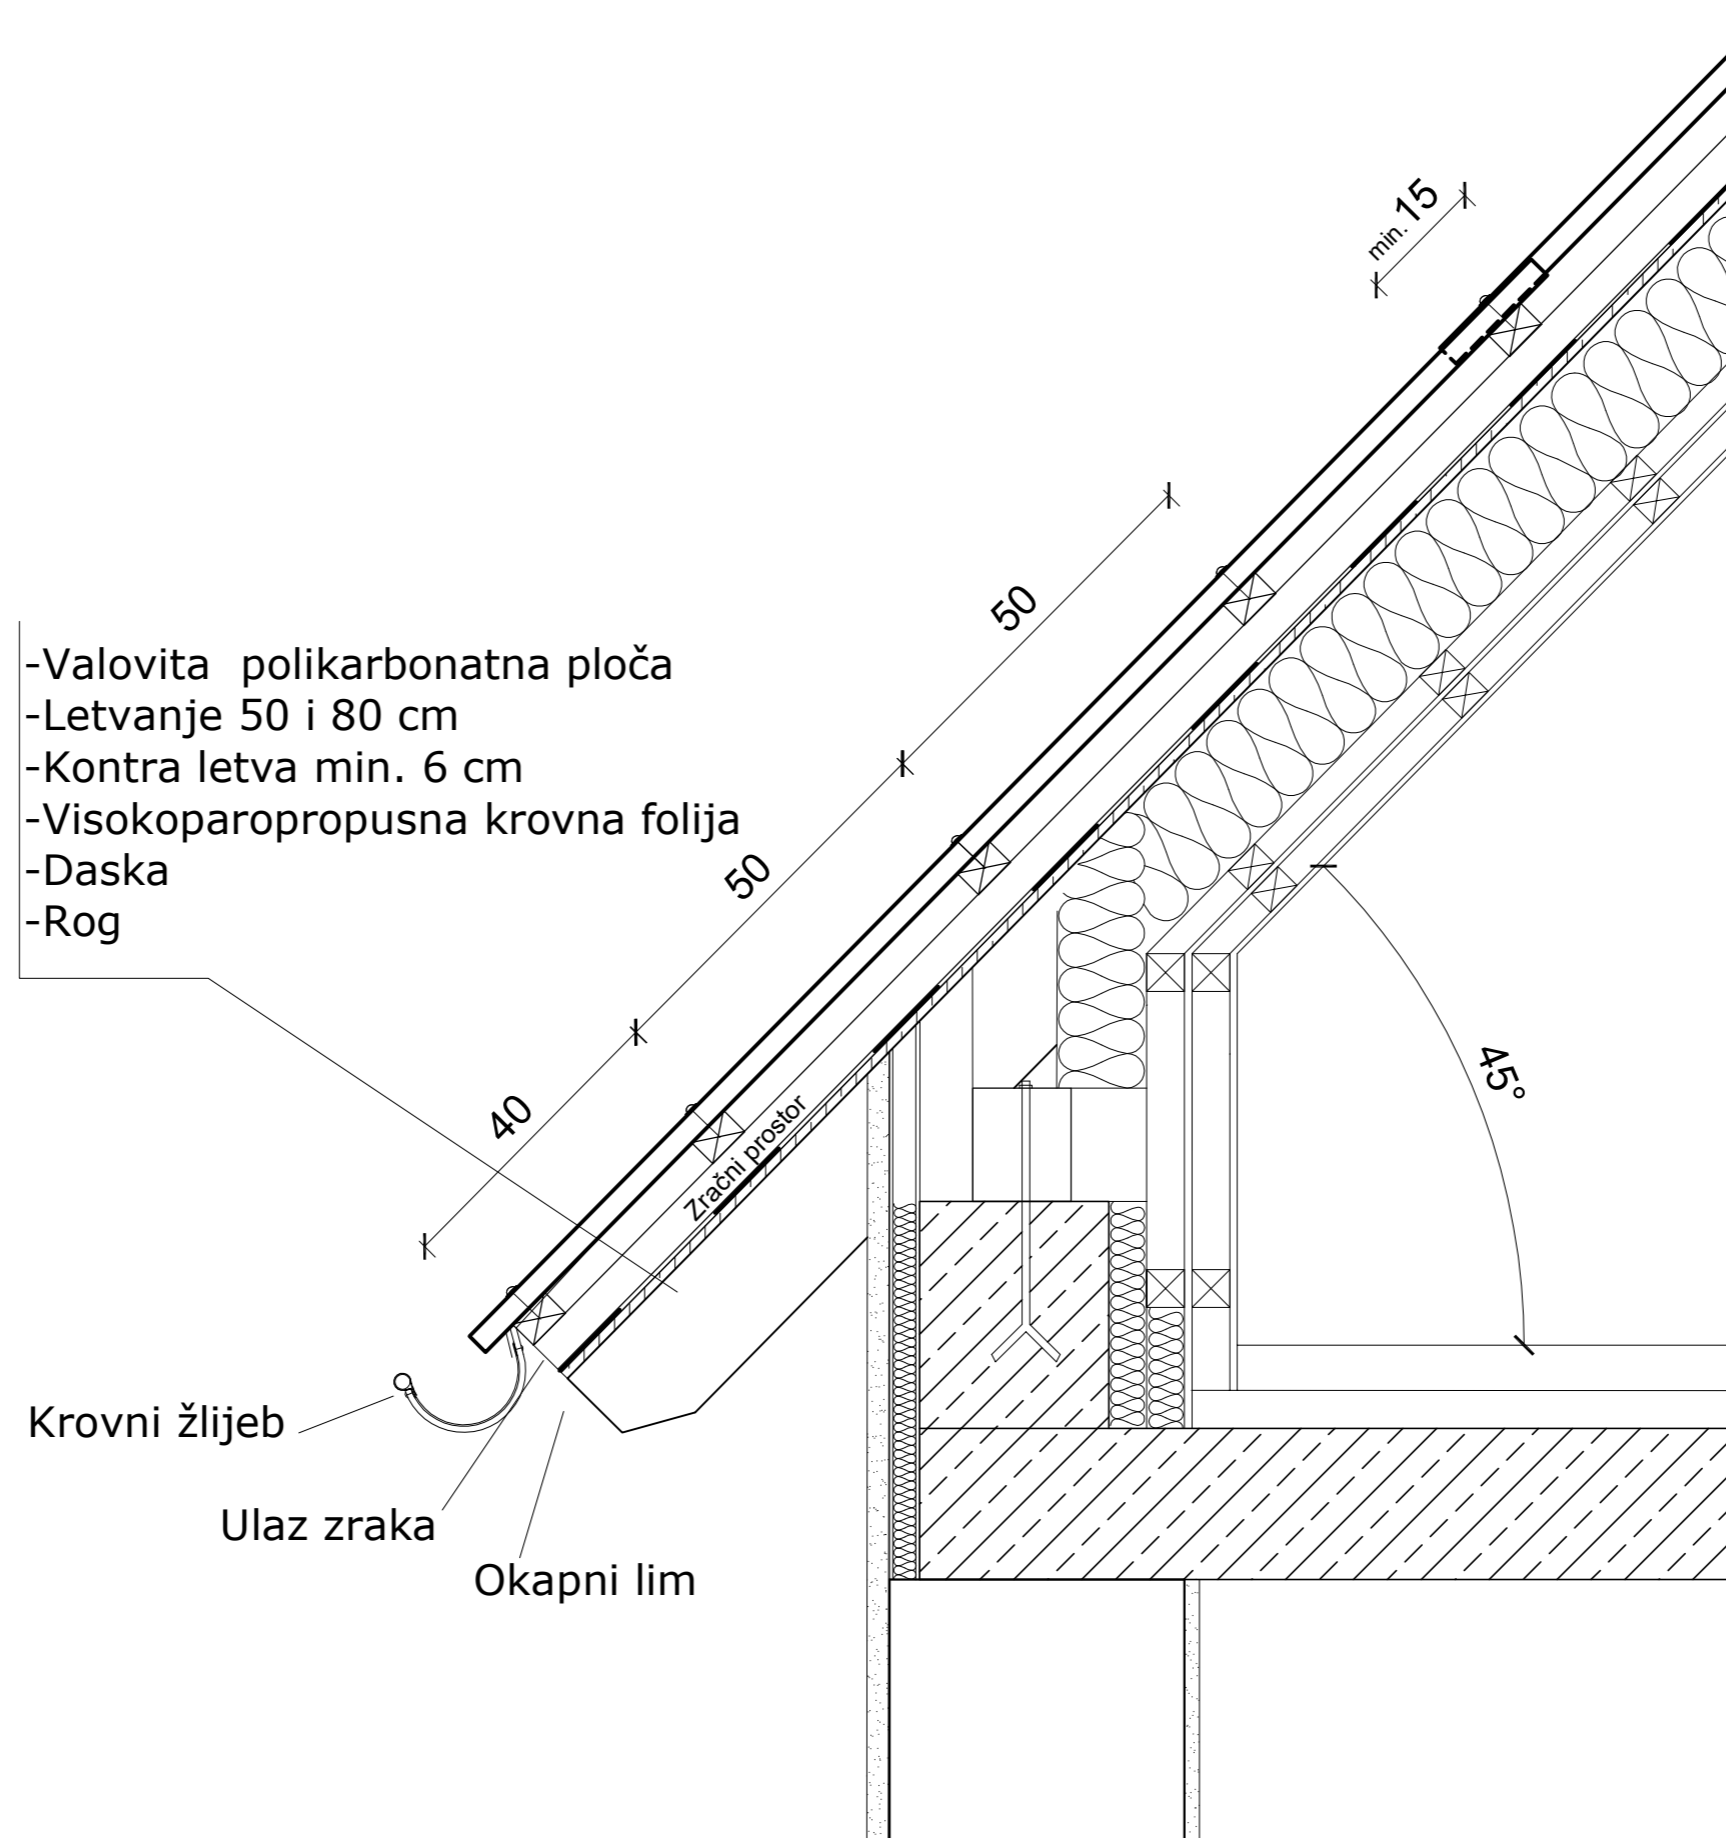 min. 15
50
-Valovita polikarbonatna ploča
-Letvanje 50 i 80 cm
-Kontra letva min. 6 cm
-Visokoparopropusna krovna folija
-Daska
-Rog
50
40
45°
Zračni prostor
Krovni žlijeb
Ulaz zraka
Okapni lim